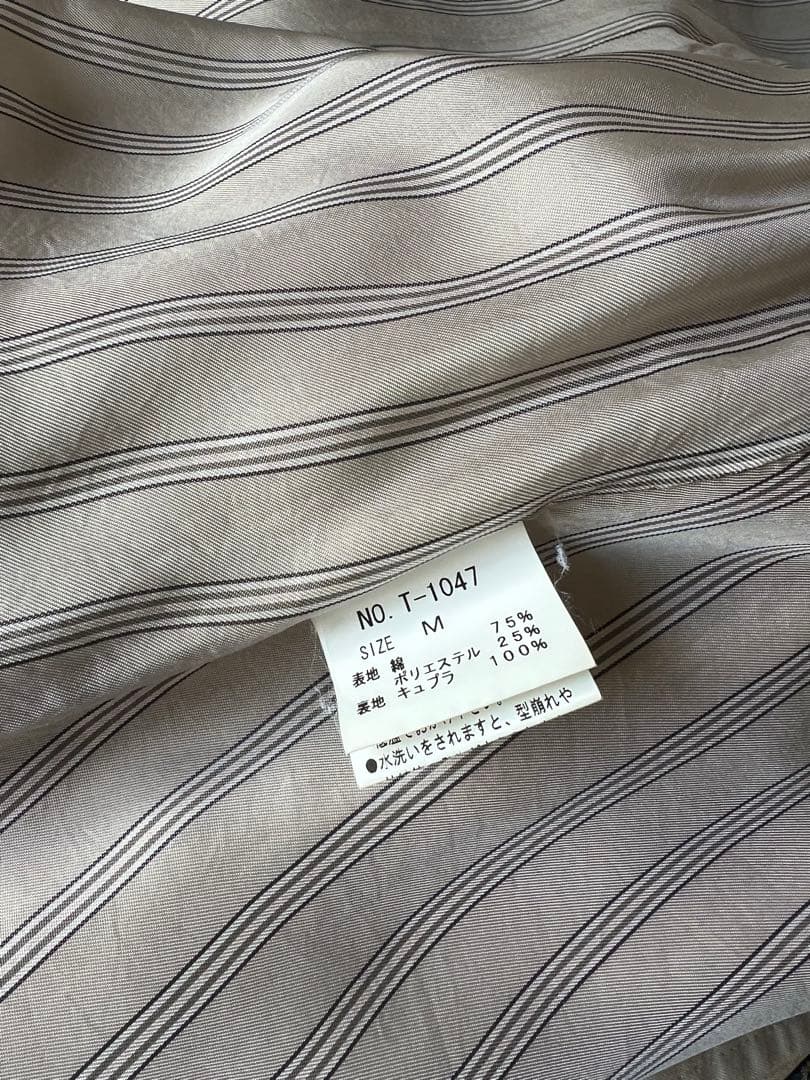 NO. T-1047
SIZE M
表地 綿 75%
ポリエステル 25%
裏地 キュプラ 100%
●水洗いをされますと、型崩れや